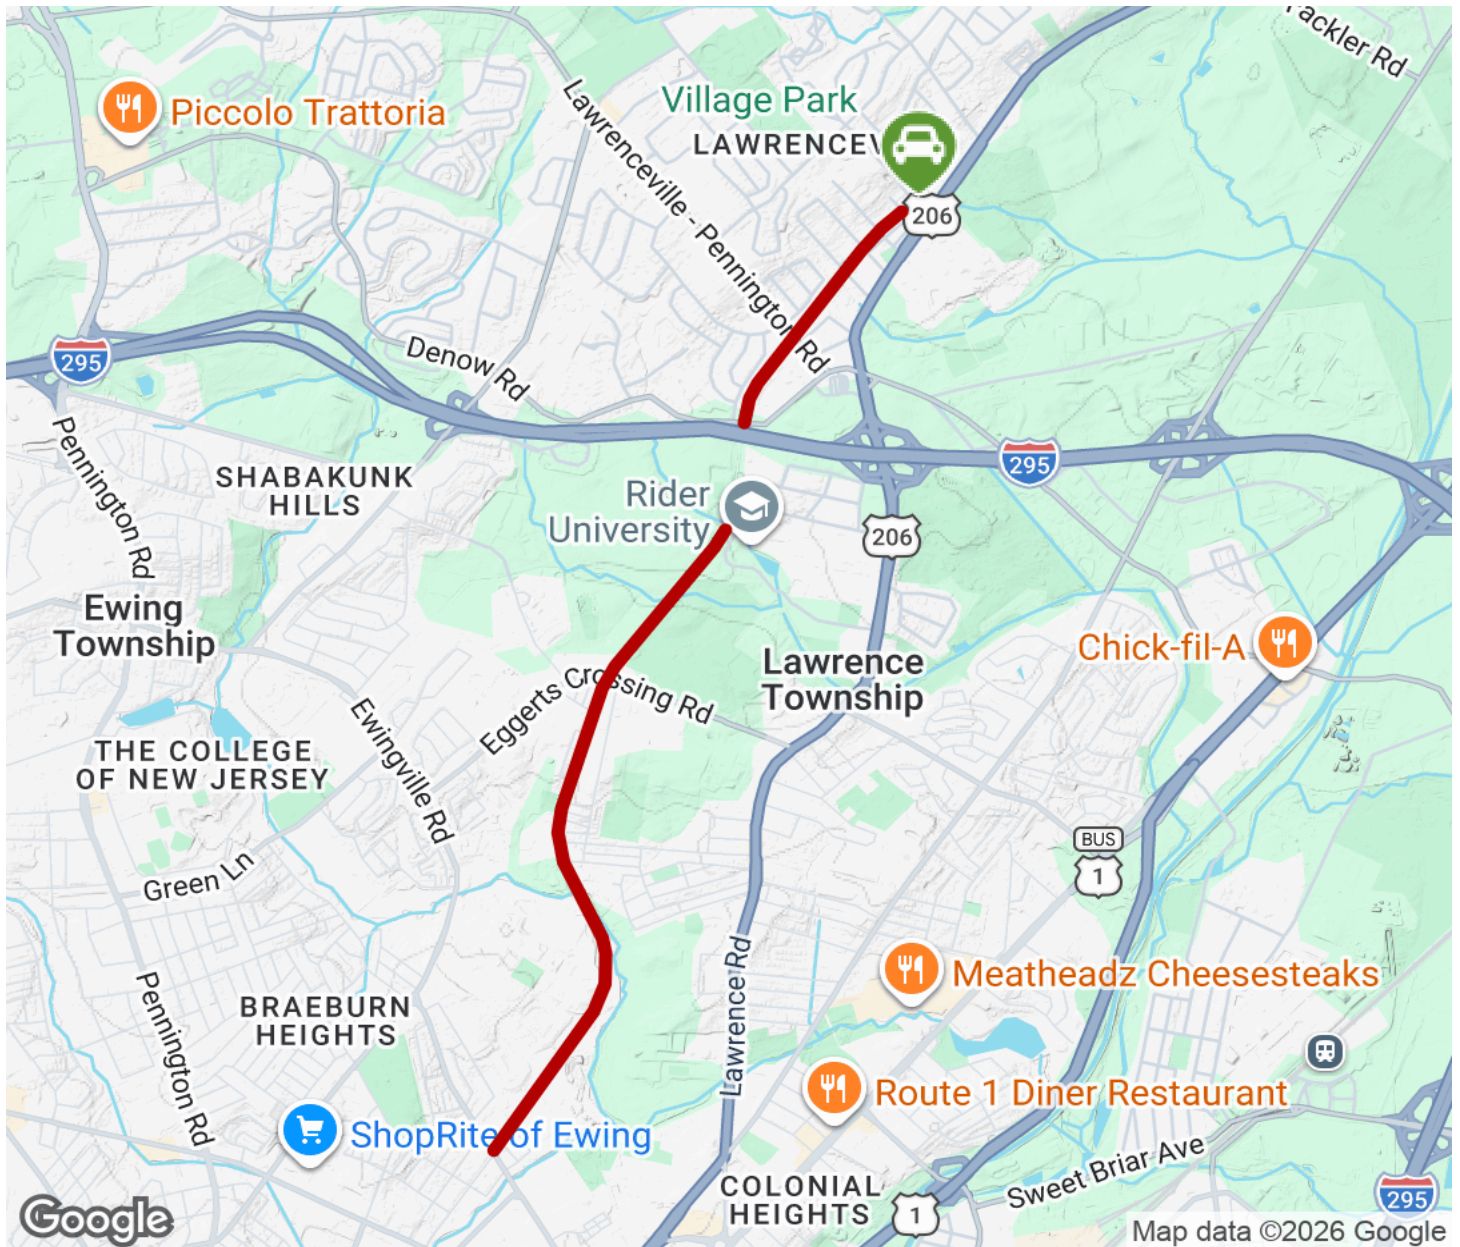 Fackler Rd
Piccolo Trattoria
Village Park
LAWRENCEV
Lawrenceville - Pennington Rd
206
295
Denow Rd
Pennington Rd
SHABAKUNK
HILLS
295
Rider
University
206
Ewing
Township
Chick-fil-A
Lawrence
Township
Eggerts Crossing Rd
THE COLLEGE
OF NEW JERSEY
Ewingville Rd
BUS
1
Green Ln
Lawrence Rd
Meatheadz Cheesesteaks
Pennington Rd
BRAEBURN
HEIGHTS
Route 1 Diner Restaurant
ShopRite of Ewing
Sweet Briar Ave
COLONIAL
HEIGHTS
1
295
Google
Map data ©2026 Google